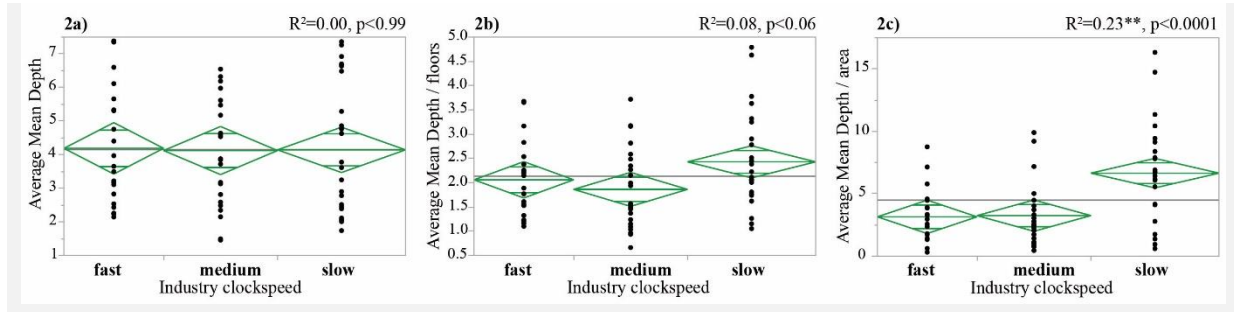 2a) R²=0.00, p<0.99
Average Mean Depth
7
6
5
4
3
2
1
fast medium slow
Industry clockspeed
2b) R²=0.08, p<0.06
Average Mean Depth / floors
5.0
4.5
4.0
3.5
3.0
2.5
2.0
1.5
1.0
0.5
fast medium slow
Industry clockspeed
2c) R²=0.23**, p<0.0001
Average Mean Depth / area
15
10
5
0
fast medium slow
Industry clockspeed